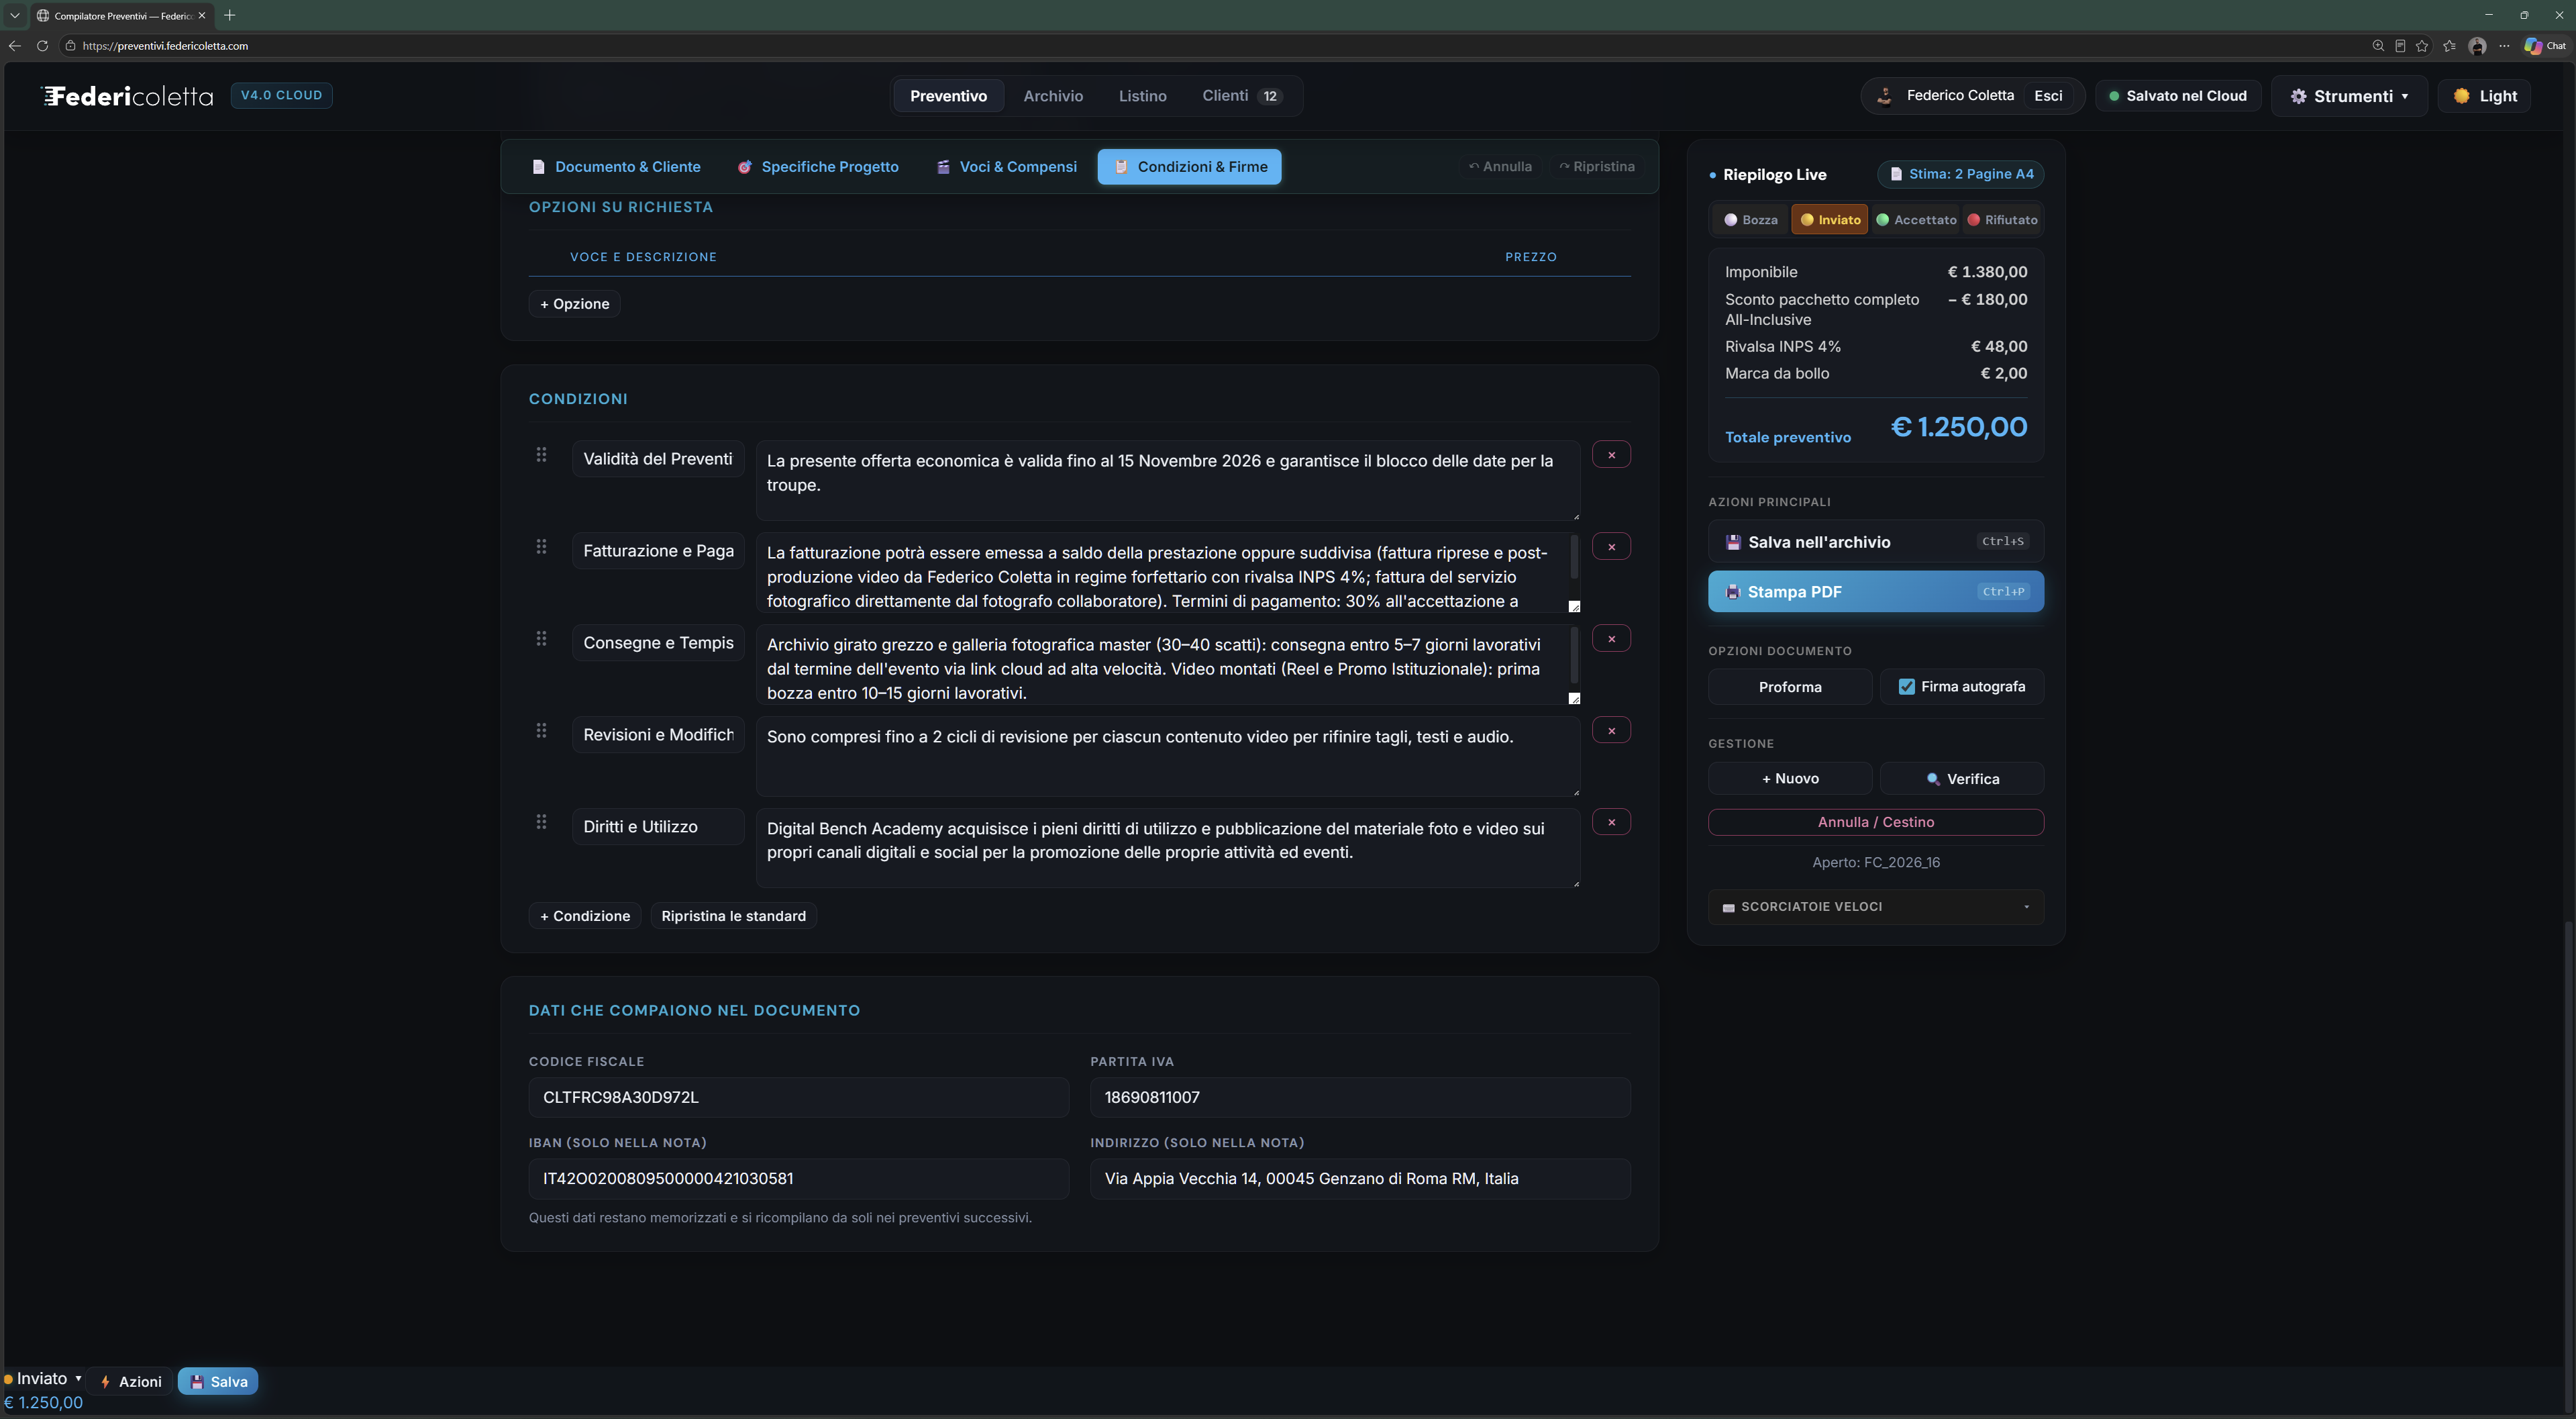 Compilatore Preventivi — Federic
https://preventivi.federicoletta.com
Chat
Federicoletta
V4.0 CLOUD
Preventivo
Archivio
Listino
Clienti 12
Federico Coletta
Esci
Salvato nel Cloud
Strumenti
Light
Documento & Cliente
Specifiche Progetto
Voci & Compensi
Condizioni & Firme
Annulla
Ripristina
OPZIONI SU RICHIESTA
VOCE E DESCRIZIONE
PREZZO
+ Opzione
CONDIZIONI
Validità del Preventi
La presente offerta economica è valida fino al 15 Novembre 2026 e garantisce il blocco delle date per la
troupe.
Fatturazione e Paga
La fatturazione potrà essere emessa a saldo della prestazione oppure suddivisa (fattura riprese e post-
produzione video da Federico Coletta in regime forfettario con rivalsa INPS 4%; fattura del servizio
fotografico direttamente dal fotografo collaboratore). Termini di pagamento: 30% all'accettazione a
Consegne e Tempis
Archivio girato grezzo e galleria fotografica master (30–40 scatti): consegna entro 5–7 giorni lavorativi
dal termine dell'evento via link cloud ad alta velocità. Video montati (Reel e Promo Istituzionale): prima
bozza entro 10–15 giorni lavorativi.
Revisioni e Modifich
Sono compresi fino a 2 cicli di revisione per ciascun contenuto video per rifinire tagli, testi e audio.
Diritti e Utilizzo
Digital Bench Academy acquisisce i pieni diritti di utilizzo e pubblicazione del materiale foto e video sui
propri canali digitali e social per la promozione delle proprie attività ed eventi.
+ Condizione
Ripristina le standard
DATI CHE COMPAIONO NEL DOCUMENTO
CODICE FISCALE
PARTITA IVA
CLTFRC98A30D972L
18690811007
IBAN (SOLO NELLA NOTA)
INDIRIZZO (SOLO NELLA NOTA)
IT42O0200809500000421030581
Via Appia Vecchia 14, 00045 Genzano di Roma RM, Italia
Questi dati restano memorizzati e si ricompilano da soli nei preventivi successivi.
Riepilogo Live
Stima: 2 Pagine A4
Bozza
Inviato
Accettato
Rifiutato
Imponibile
€ 1.380,00
Sconto pacchetto completo
All-Inclusive
– € 180,00
Rivalsa INPS 4%
€ 48,00
Marca da bollo
€ 2,00
Totale preventivo
€ 1.250,00
AZIONI PRINCIPALI
Salva nell'archivio
Ctrl+S
Stampa PDF
Ctrl+P
OPZIONI DOCUMENTO
Proforma
Firma autografa
GESTIONE
+ Nuovo
Verifica
Annulla / Cestino
Aperto: FC_2026_16
SCORCIATOIE VELOCI
Inviato
Azioni
Salva
€ 1.250,00